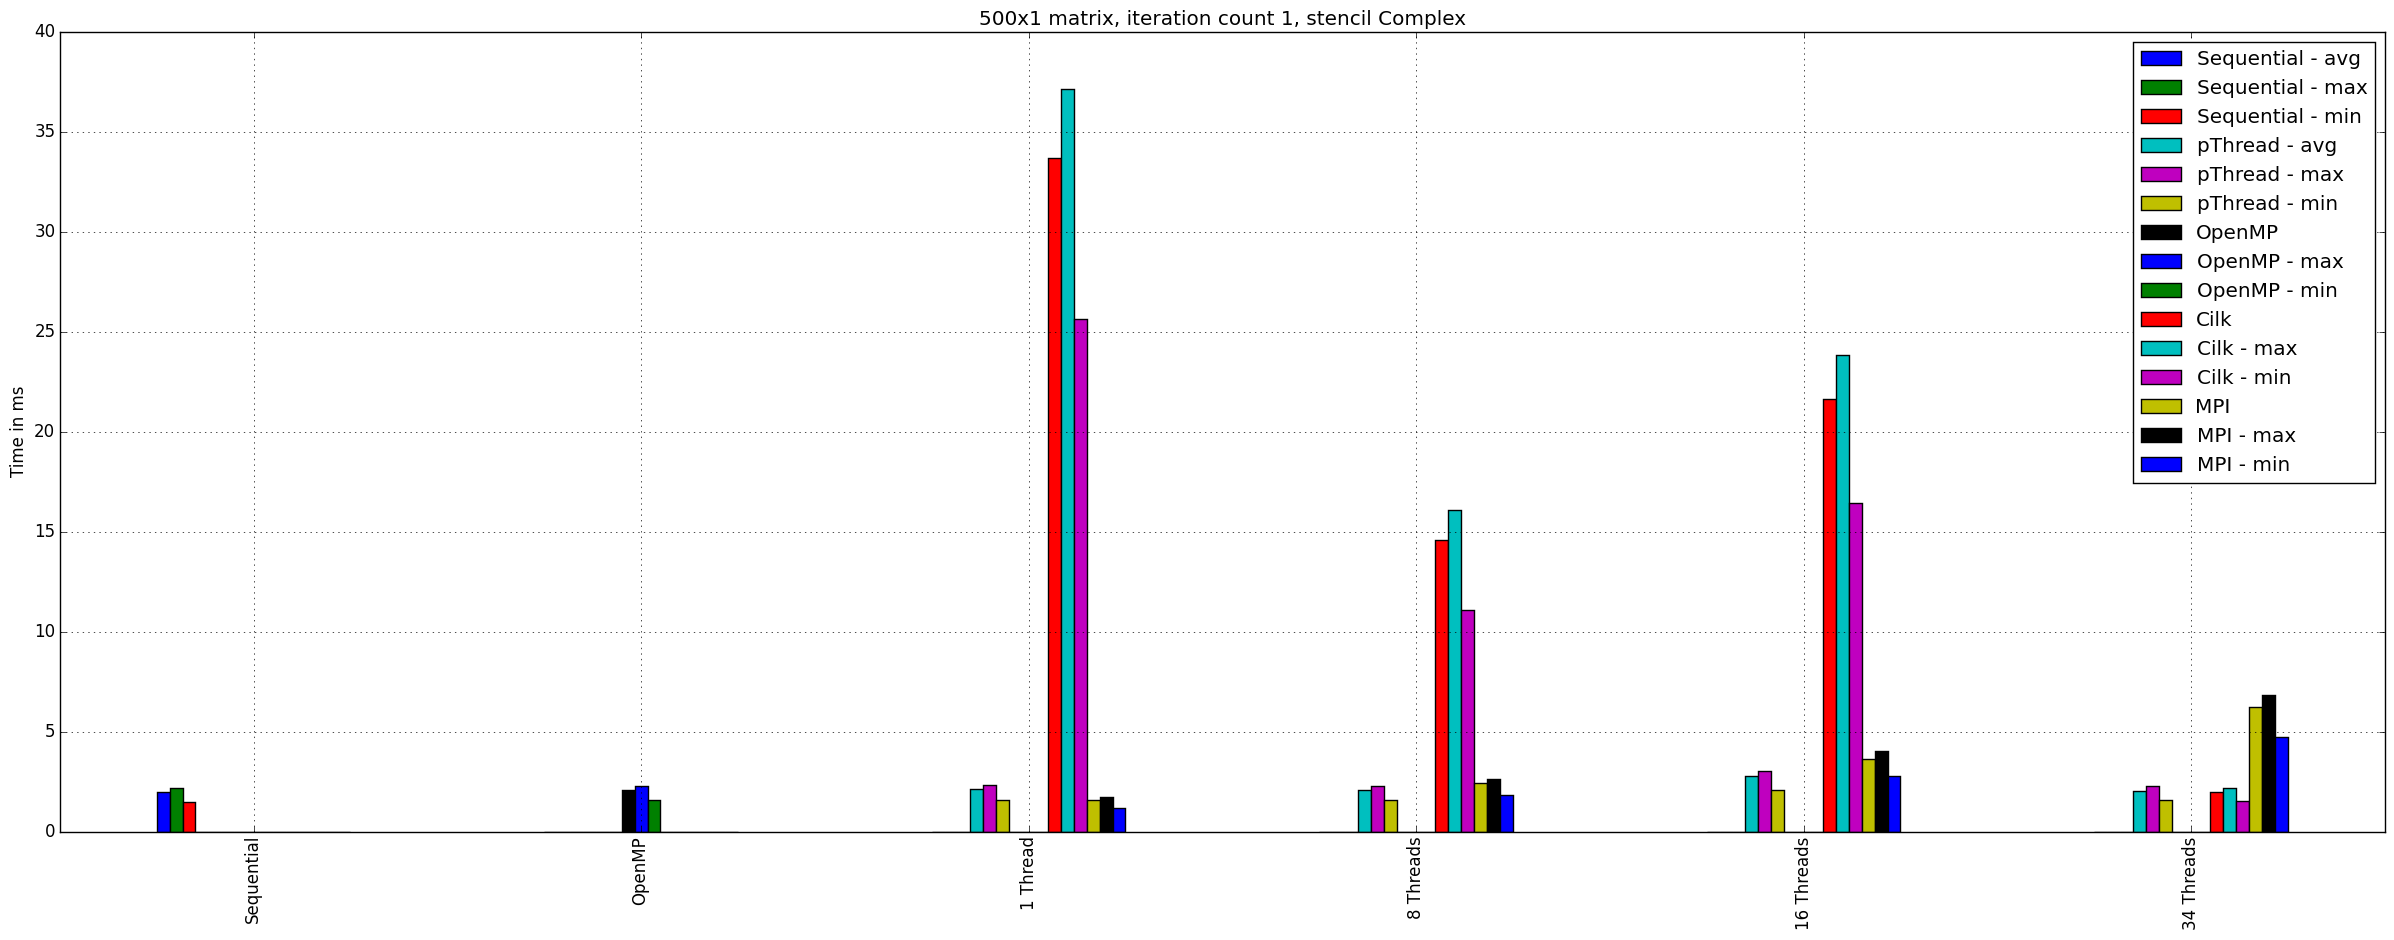 500x1 matrix, iteration count 1, stencil Complex
40
35
30
25
20
15
10
5
0
Time in ms
Sequential - avg
Sequential - max
Sequential - min
pThread - avg
pThread - max
pThread - min
OpenMP
OpenMP - max
OpenMP - min
Cilk
Cilk - max
Cilk - min
MPI
MPI - max
MPI - min
Sequential
OpenMP
1 Thread
8 Threads
16 Threads
34 Threads